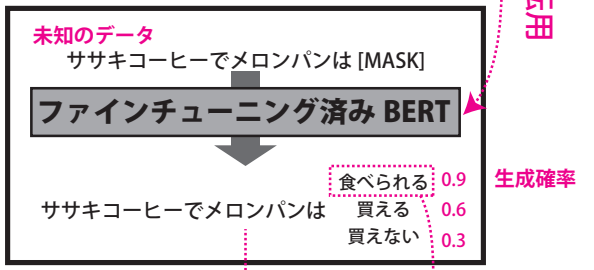 用
未知のデータ
ササキコーヒーでメロンパンは [MASK]
ファインチューニング済み BERT
食べられる 0.9 生成確率
ササキコーヒーでメロンパンは 買える 0.6
買えない 0.3